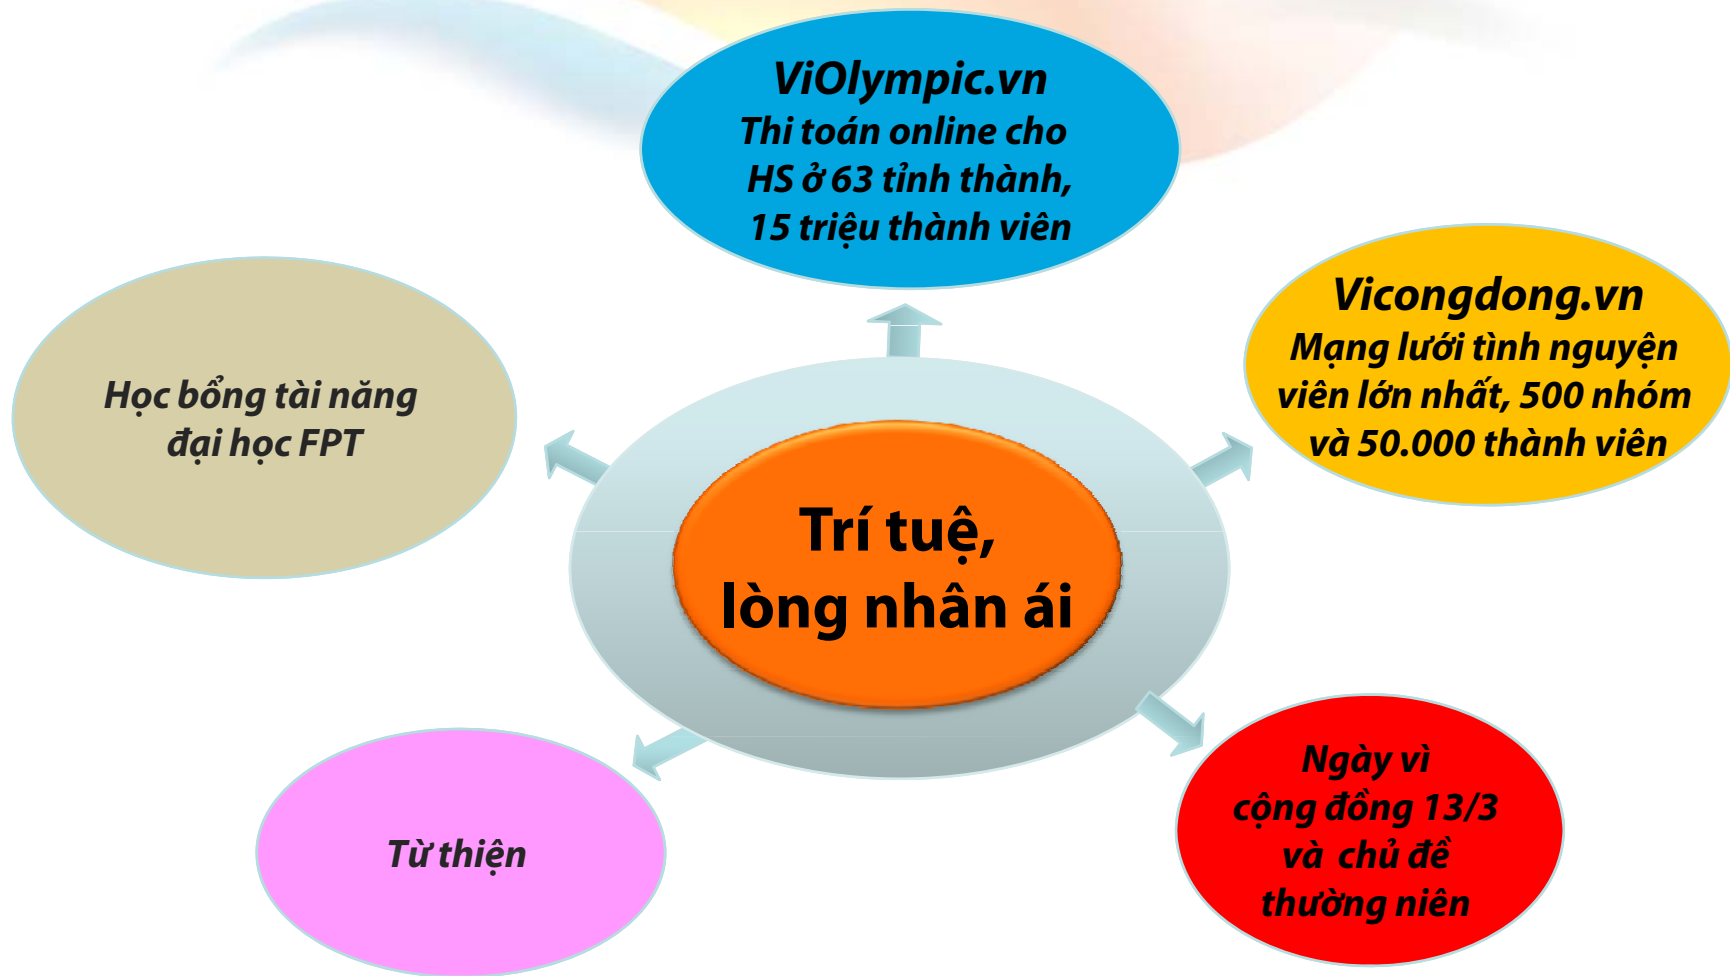 ViOlympic.vn
Thi toán online cho
HS ở 63 tỉnh thành,
15 triệu thành viên
Vicongdong.vn
Mạng lưới tình nguyện
viên lớn nhất, 500 nhóm
và 50.000 thành viên
Học bổng tài năng
đại học FPT
Trí tuệ,
lòng nhân ái
Ngày vì
cộng đồng 13/3
và chủ đề
thường niên
Từ thiện